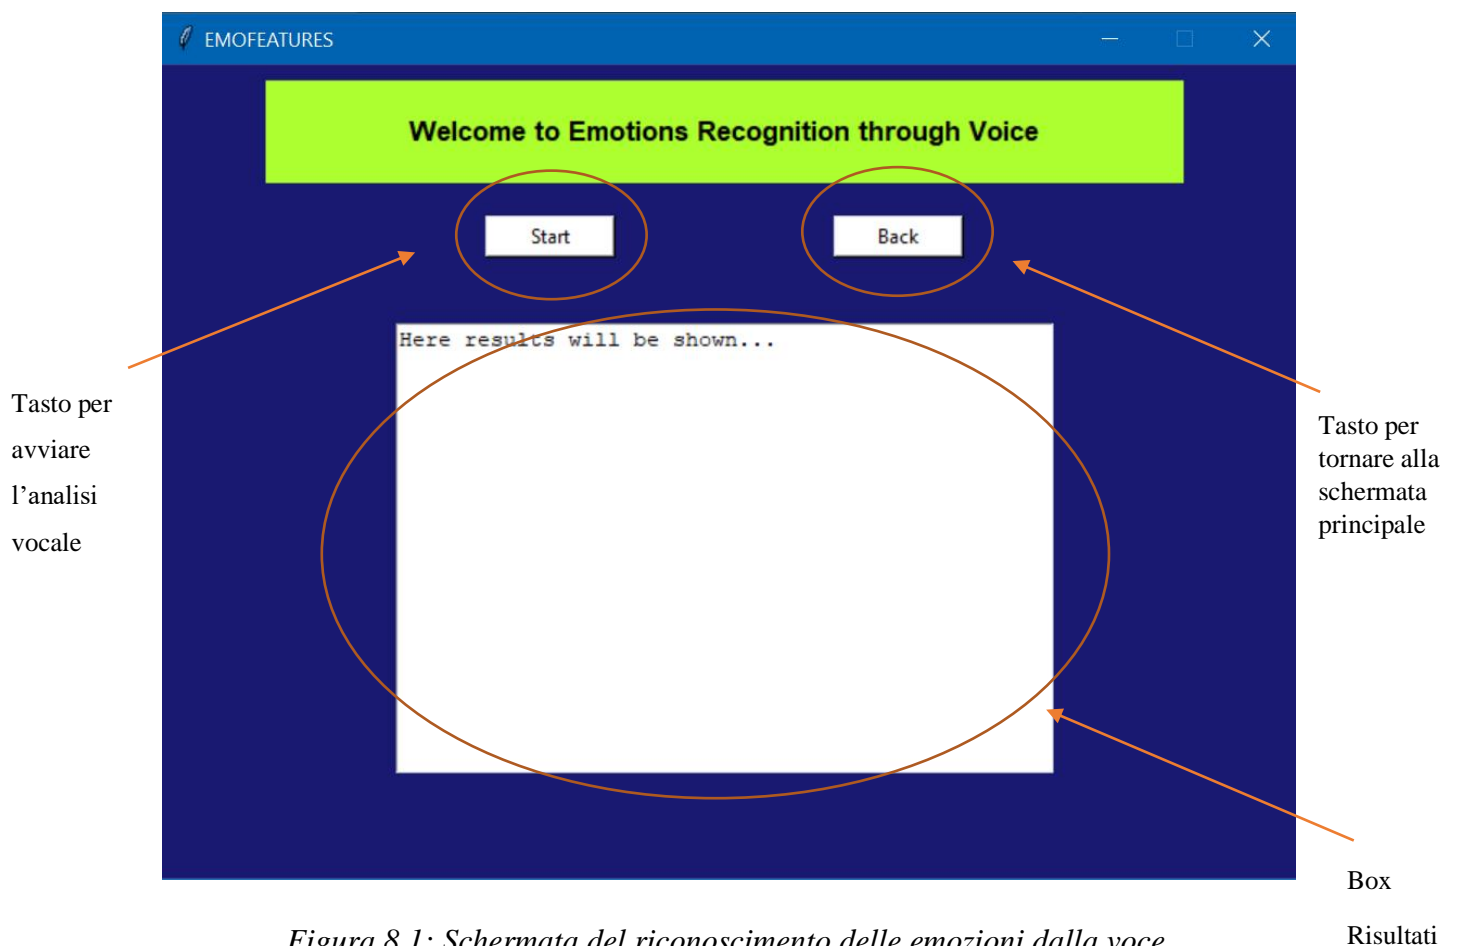 EMOFEATURES
Welcome to Emotions Recognition through Voice
Start
Back
Here results will be shown...
Tasto per
avviare
l’analisi
vocale
Tasto per
tornare alla
schermata
principale
Box
Risultati
Figura 8.1: Schermata del riconoscimento delle emozioni dalla voce